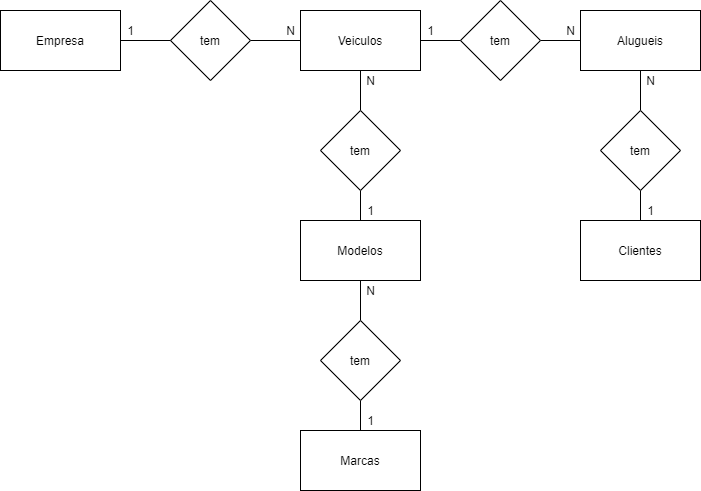 Empresa
1
tem
N
Veiculos
1
tem
N
Alugueis
N
tem
1
Modelos
N
tem
1
Clientes
N
tem
1
Marcas